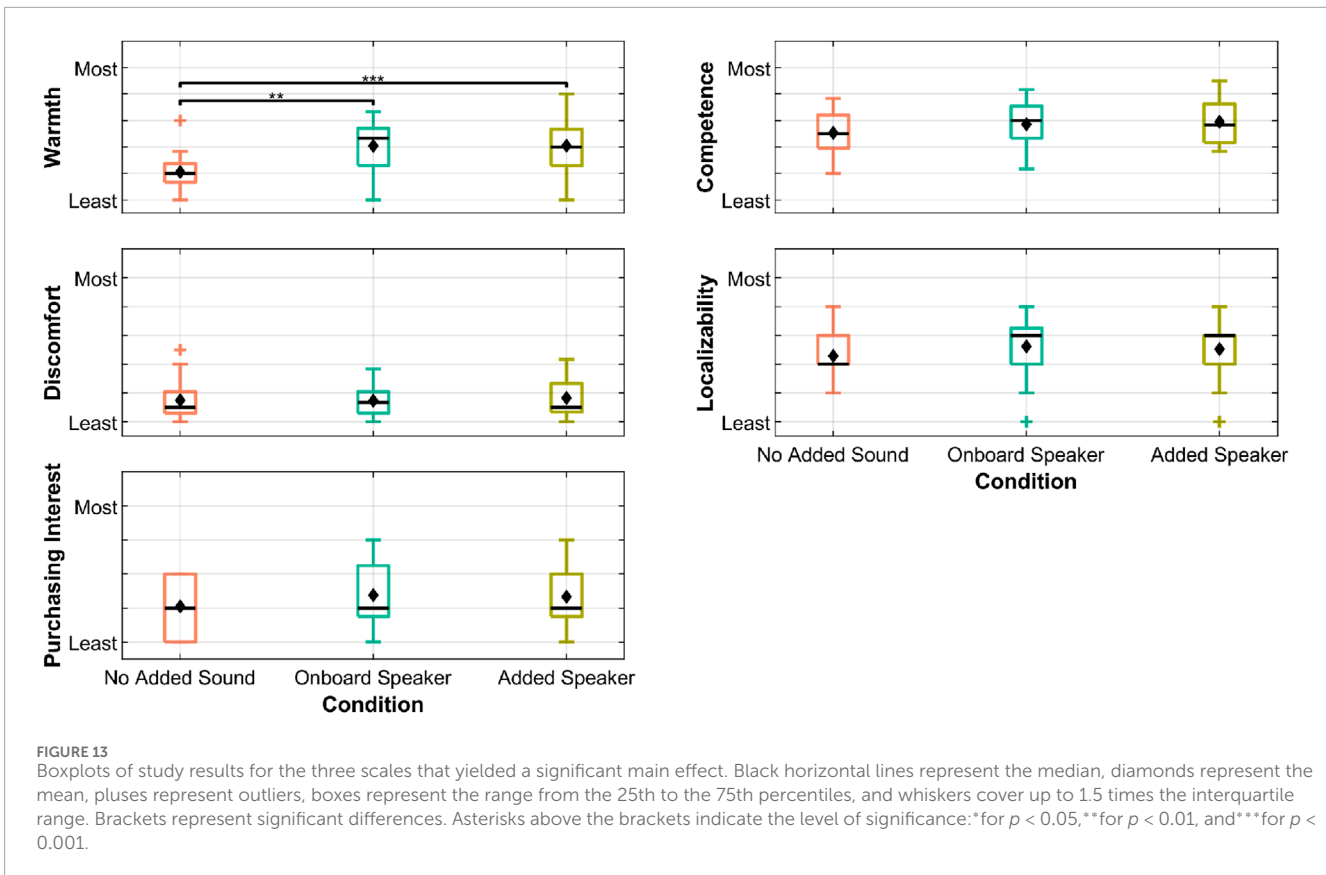 Warmth
Most
Least
***
**
Competence
Most
Least
Discomfort
Most
Least
Localizability
Most
Least
No Added Sound Onboard Speaker Added Speaker
Condition
Purchasing Interest
Most
Least
No Added Sound Onboard Speaker Added Speaker
Condition
FIGURE 13
Boxplots of study results for the three scales that yielded a significant main effect. Black horizontal lines represent the median, diamonds represent the
mean, pluses represent outliers, boxes represent the range from the 25th to the 75th percentiles, and whiskers cover up to 1.5 times the interquartile
range. Brackets represent significant differences. Asterisks above the brackets indicate the level of significance:*for p < 0.05,**for p < 0.01, and***for p <
0.001.